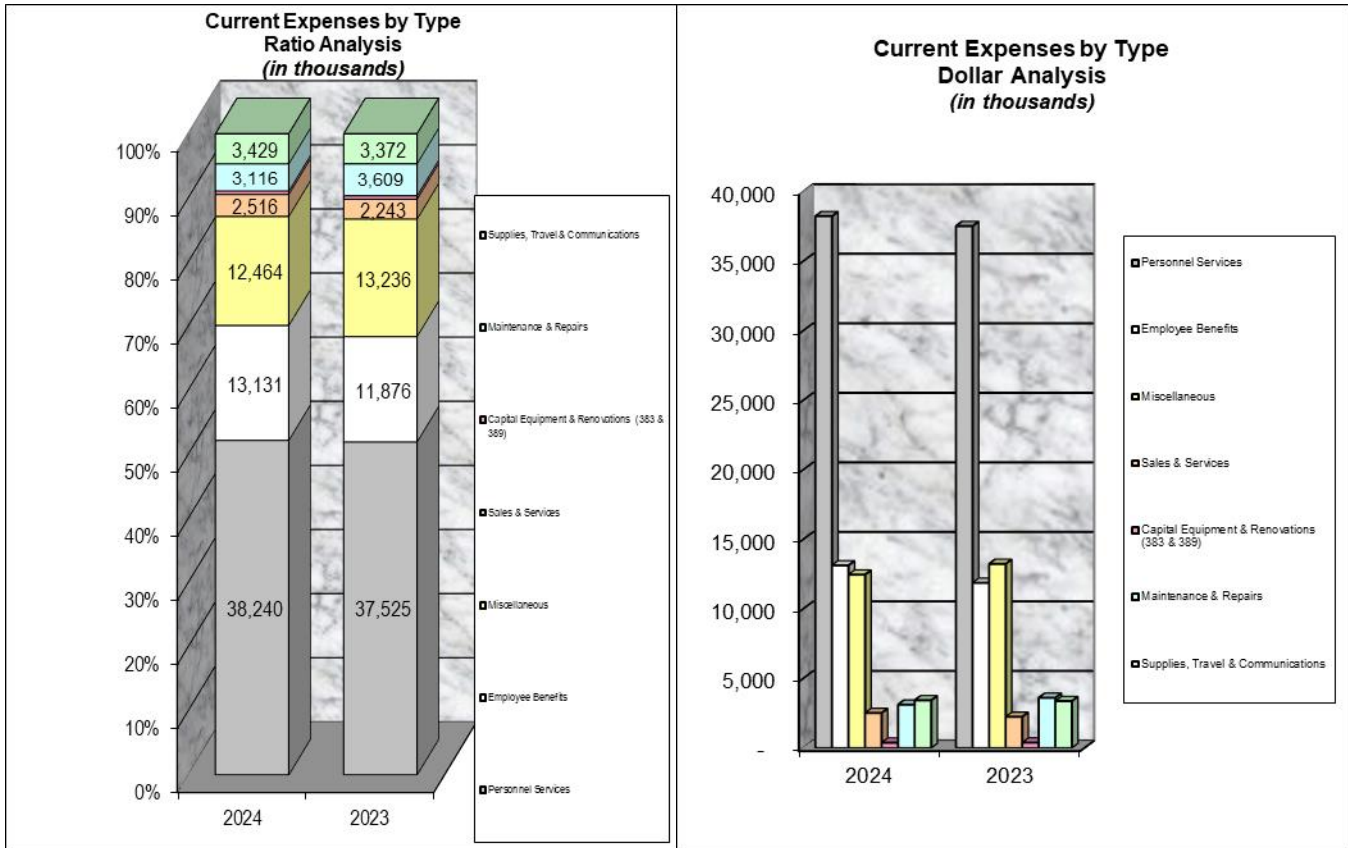 Current Expenses by Type
Ratio Analysis
(in thousands)
100%
90%
80%
70%
60%
50%
40%
30%
20%
10%
0%
3,429
3,116
2,516
12,464
13,131
38,240
3,372
3,609
2,243
13,236
11,876
37,525
2024
2023
Supplies, Travel & Communications
Maintenance & Repairs
Capital Equipment & Renovations (383 &
389)
Sales & Services
Miscellaneous
Employee Benefits
Personnel Services
Current Expenses by Type
Dollar Analysis
(in thousands)
40,000
35,000
30,000
25,000
20,000
15,000
10,000
5,000
-
2024
2023
Personnel Services
Employee Benefits
Miscellaneous
Sales & Services
Capital Equipment & Renovations
(383 & 389)
Maintenance & Repairs
Supplies, Travel & Communications